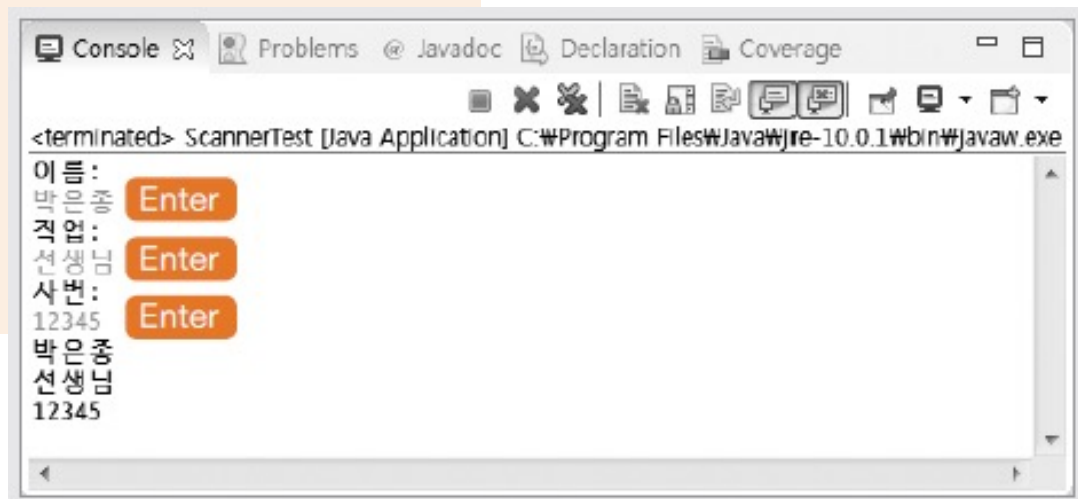 Console Problems @ Javadoc Declaration Coverage
<terminated> ScannerTest [Java Application] C:₩Program Files₩Java₩jre-10.0.1₩bin₩javaw.exe
이름:
박은종 Enter
직업:
선생님 Enter
사번:
12345 Enter
박은종
선생님
12345